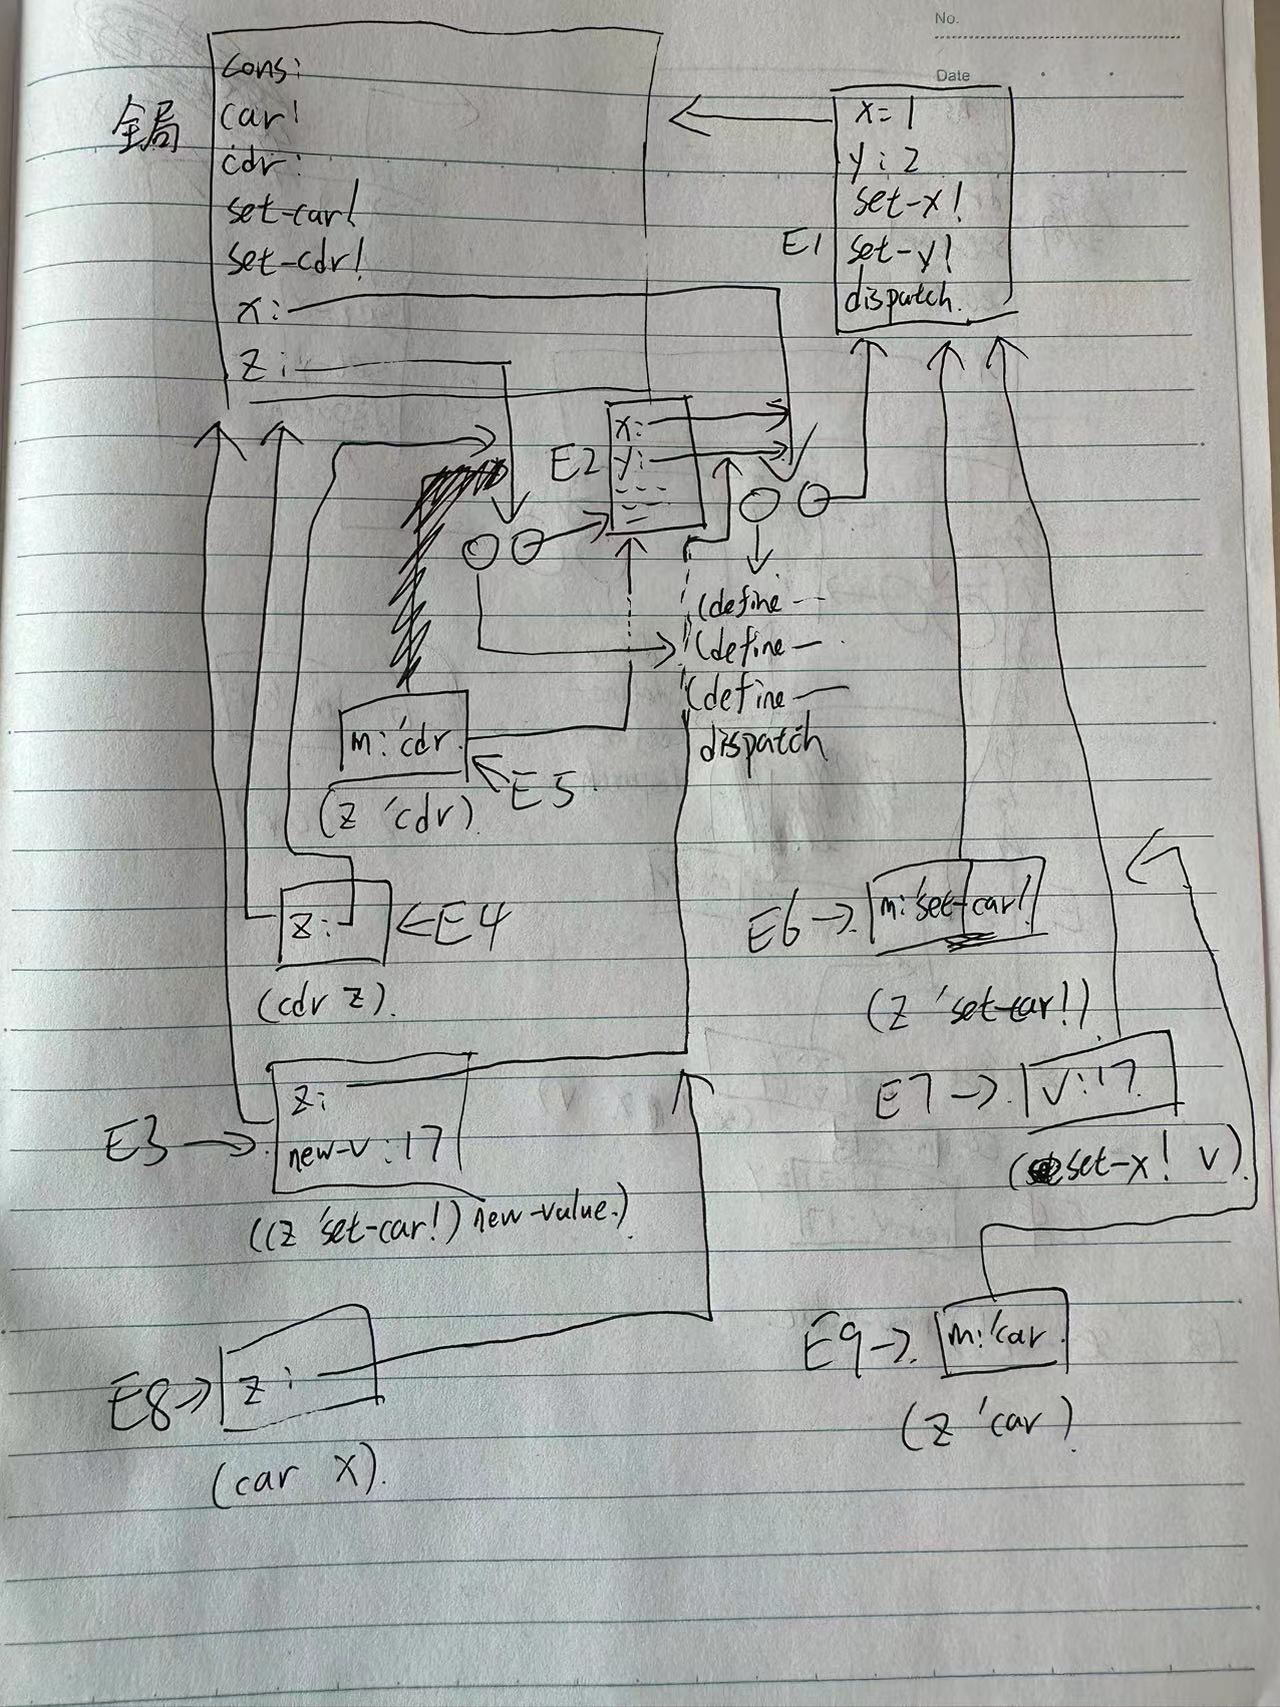 No.
Date
全局
cons:
car!
cdr:
set-car!
set-cdr!
x:
z:
x= 1
y: 2
set-x!
E1
set-y!
dispatch.
E2
x:
y:
(define --
(define —
(define —
dispatch
m: 'cdr.
E5
(z 'cdr).
z:
E4
(cdr z).
E6
m: 'set-car!
(z 'set-car!)
E7
v:17.
(set-x! v).
E3
z:
new-v:17
((z 'set-car!) new-value.)
E8
z:
(car x).
E9
m:'car.
(z 'car)